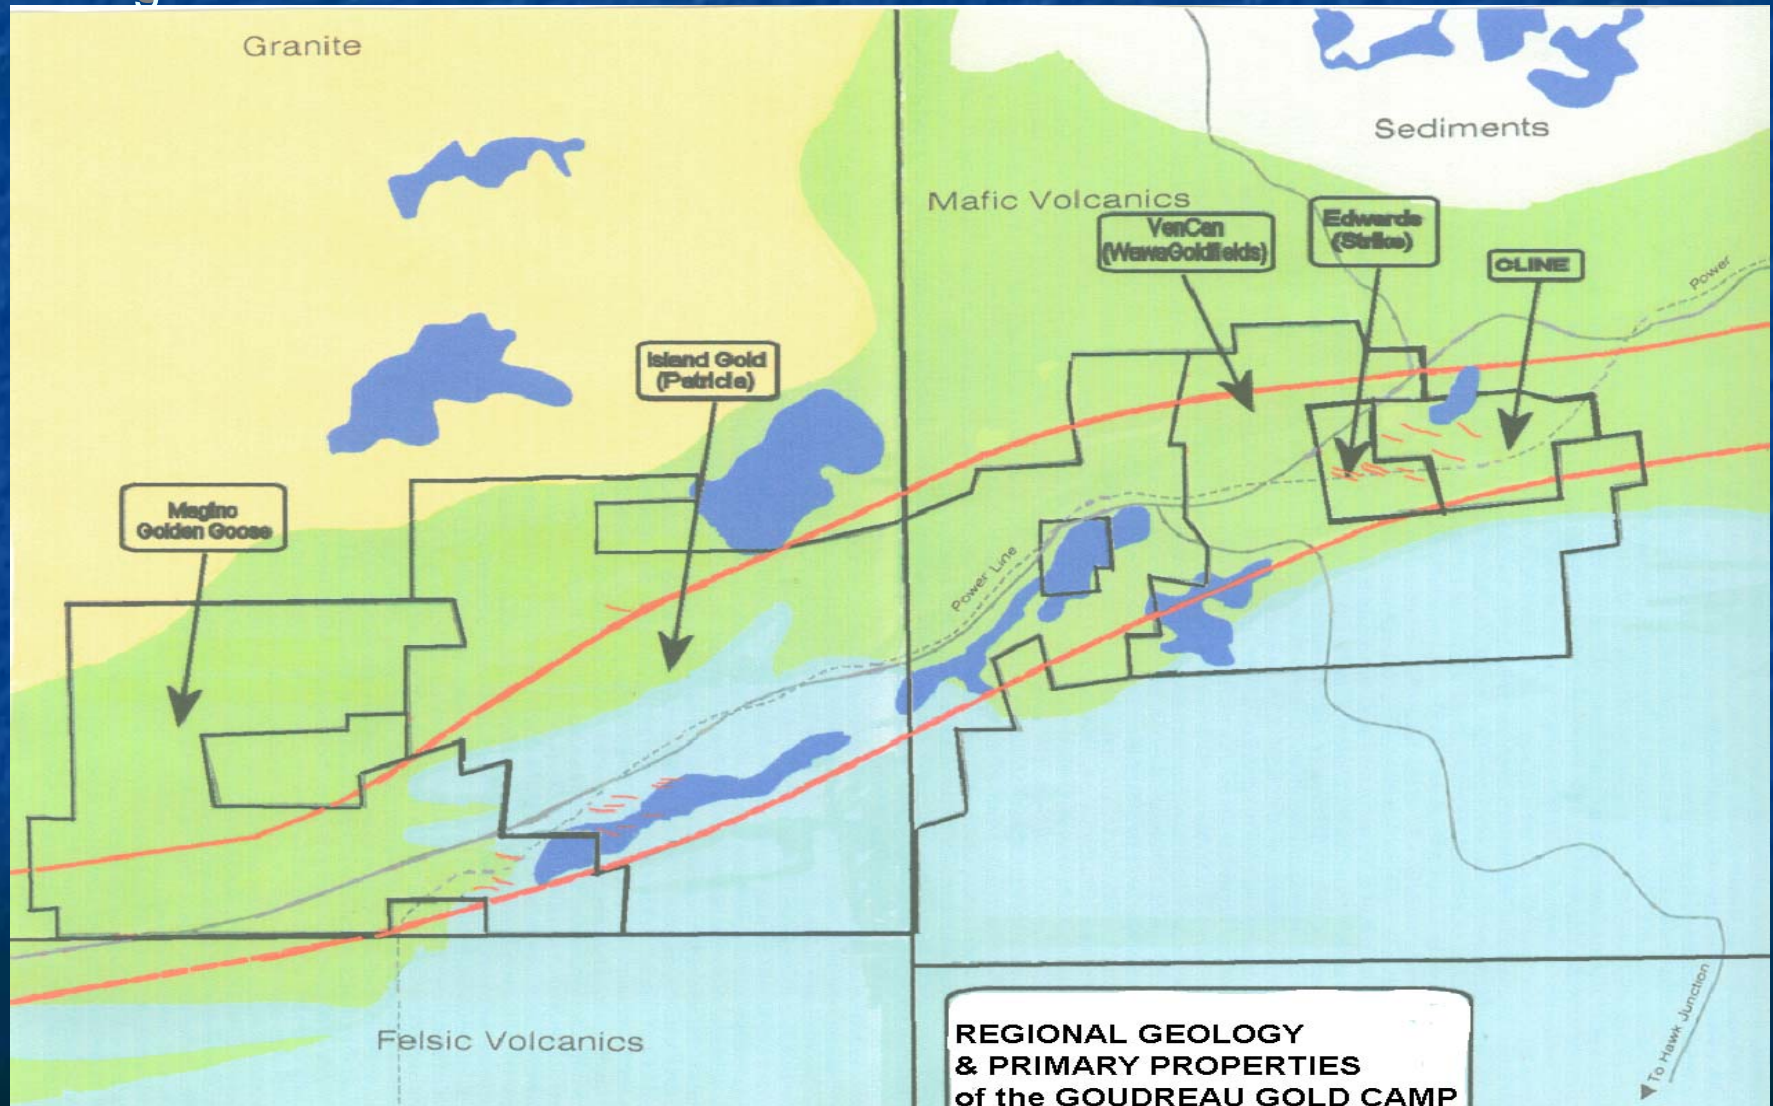 Granite
Sediments
Mafic Volcanics
VenCan
(WawaGoldfields)
Edwards
(Strike)
CLINE
Power
Island Gold
(Patricia)
Magino
Golden Goose
Power Line
Felsic Volcanics
To Hawk Junction
REGIONAL GEOLOGY
& PRIMARY PROPERTIES
of the GOUDREAU GOLD CAMP